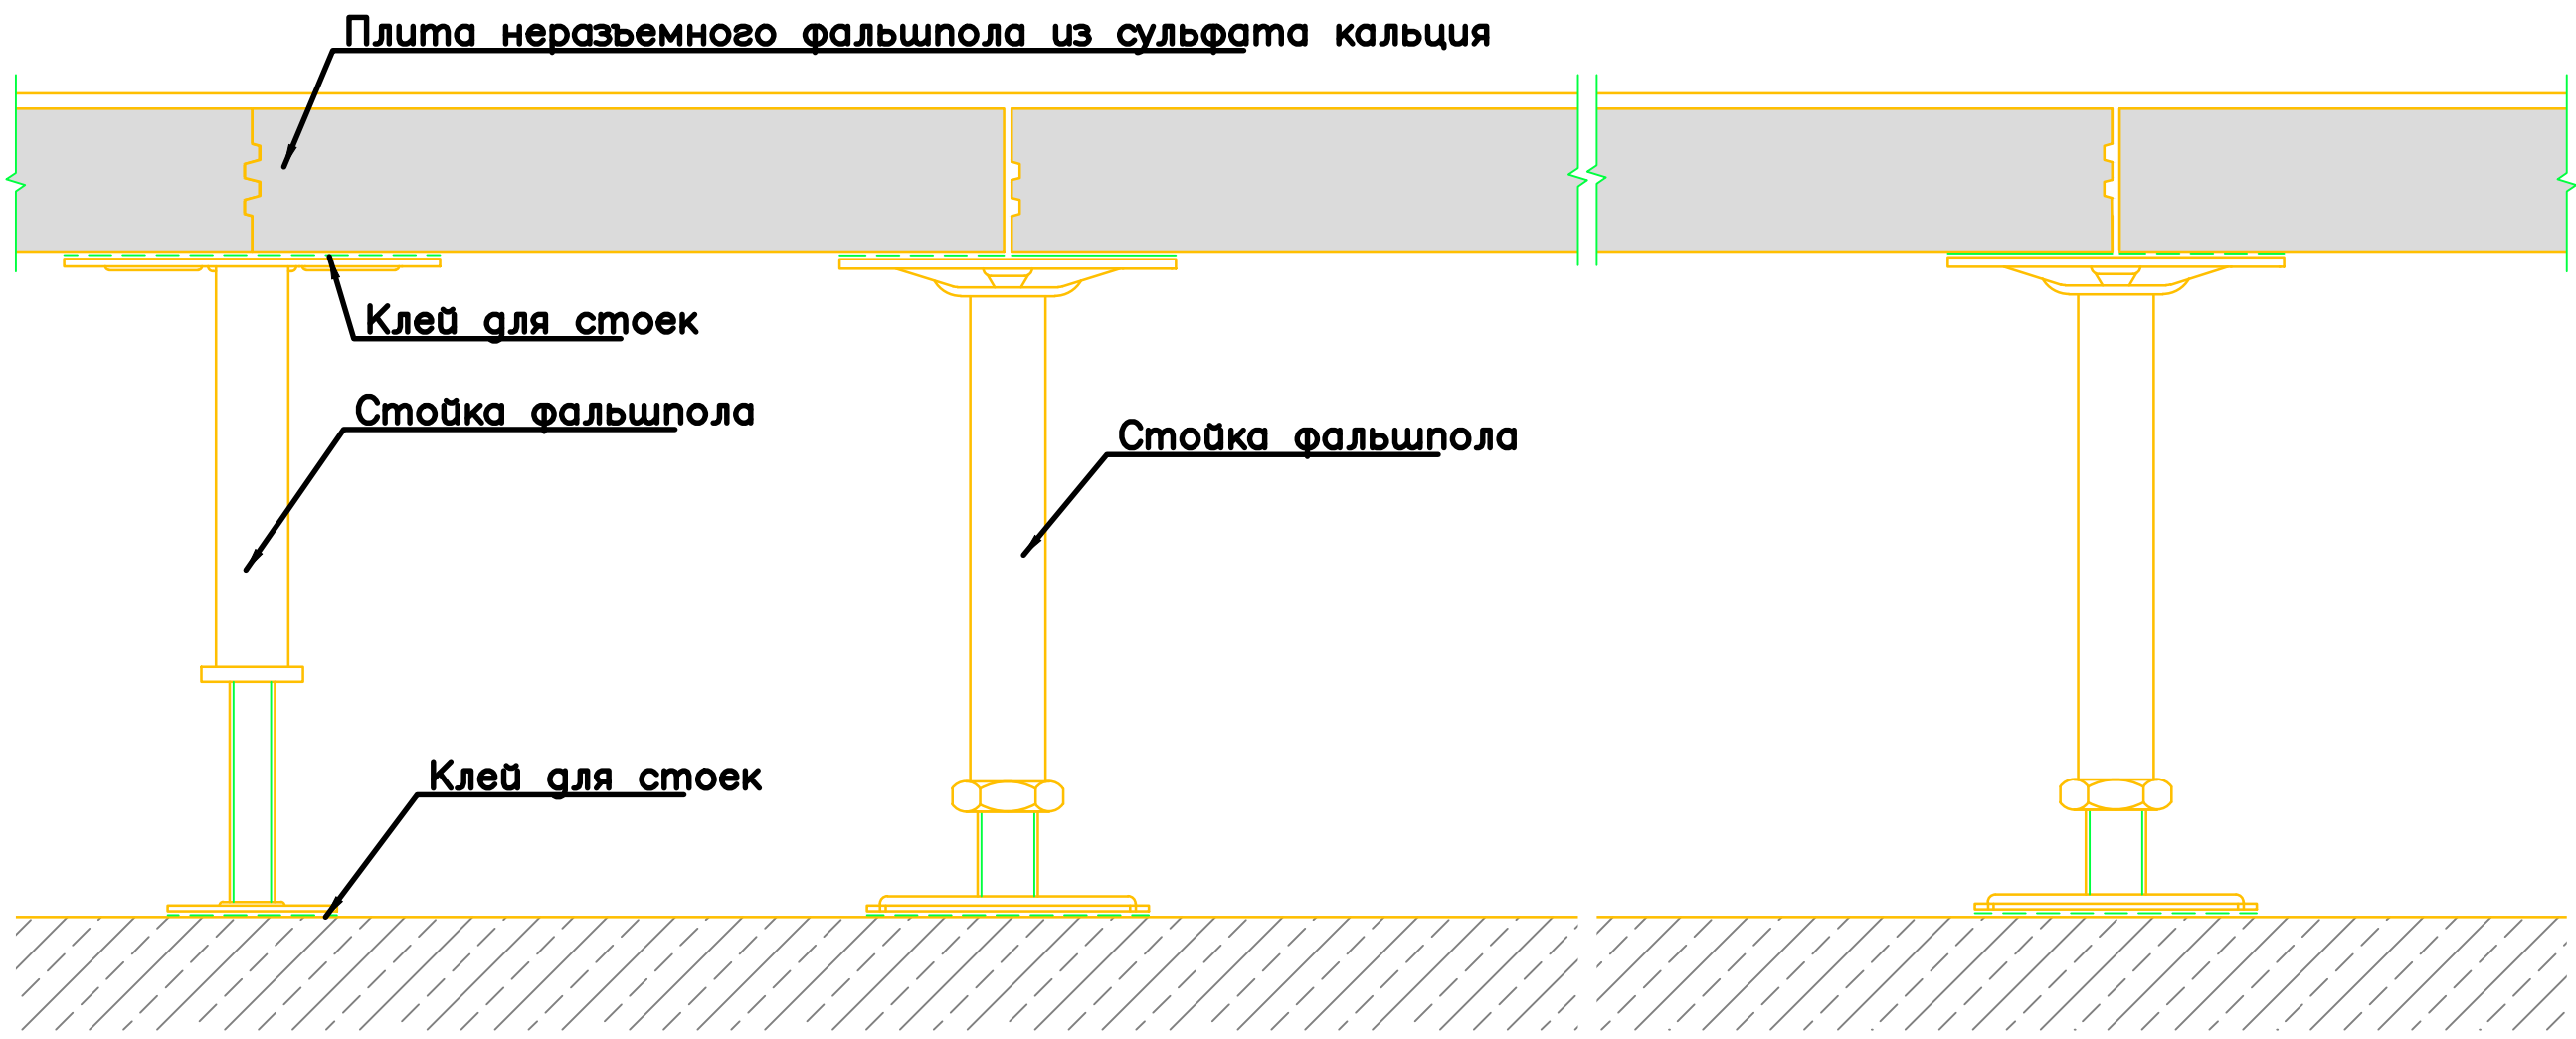 Плита неразъемного фальшпола из сульфата кальция
Клей для стоек
Стойка фальшпола
Стойка фальшпола
Клей для стоек